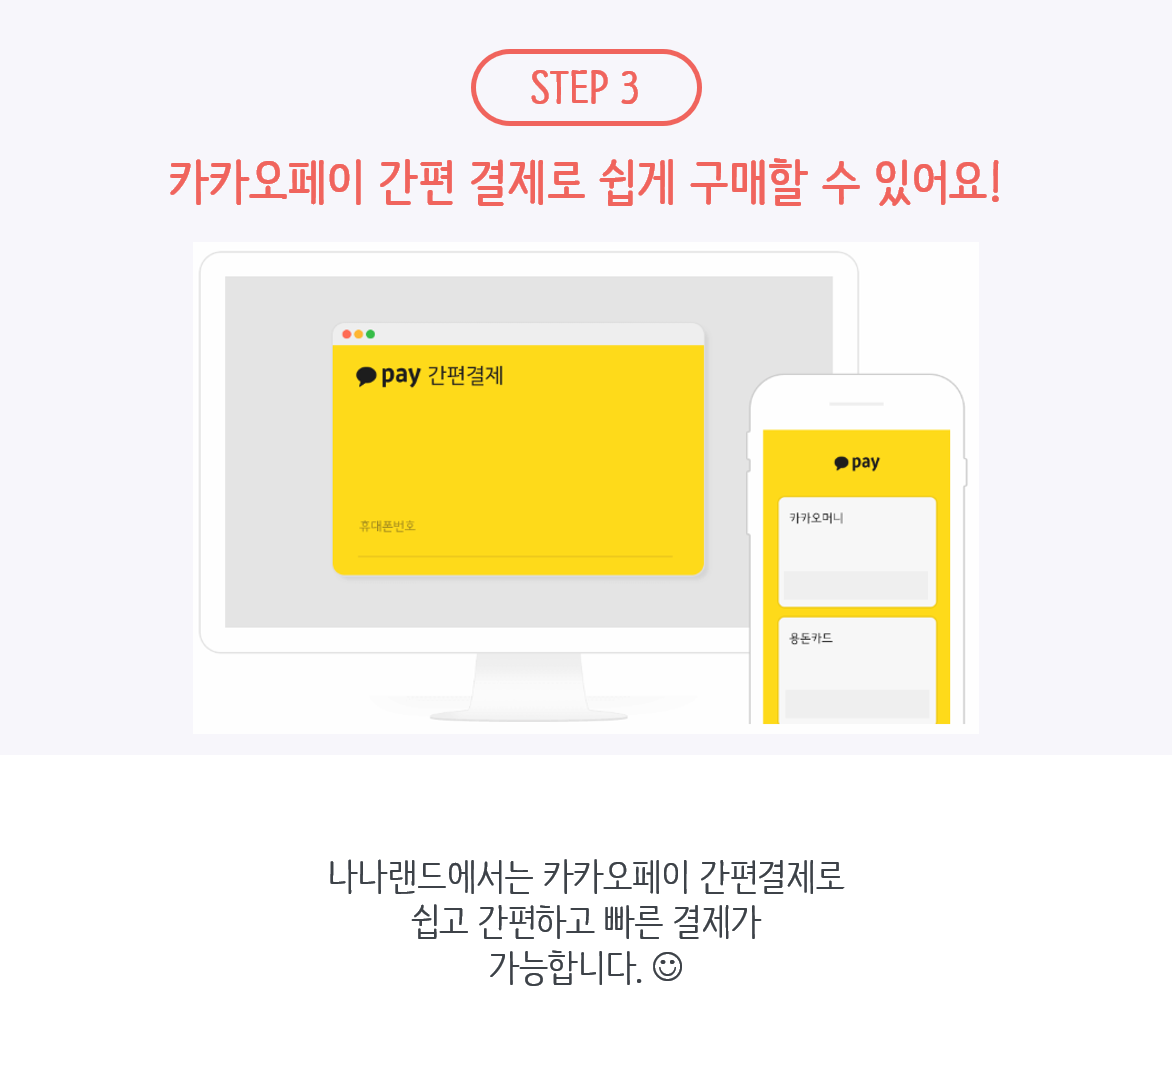 STEP 3
카카오페이 간편 결제로 쉽게 구매할 수 있어요!
pay 간편결제
휴대폰번호
pay
카카오머니
용돈카드
나나랜드에서는 카카오페이 간편결제로
쉽고 간편하고 빠른 결제가
가능합니다. ☺